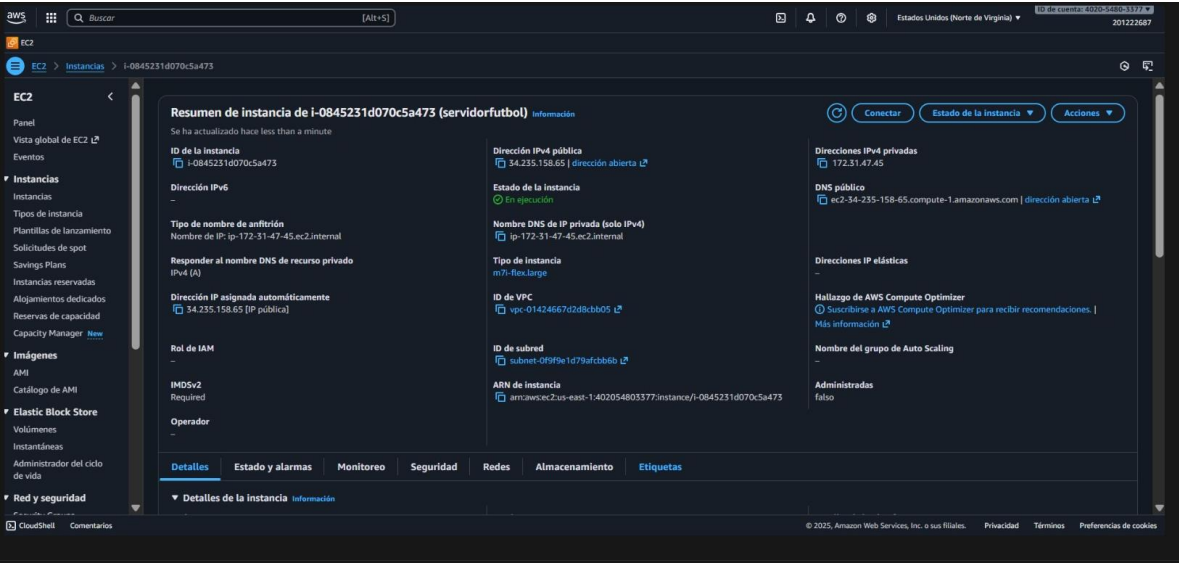 aws
Buscar
[Alt+S]
Estados Unidos (Norte de Virginia)
ID de cuenta: 4020-5480-3377
201222687
EC2
EC2 > Instancias > i-0845231d070c5a473
EC2
Panel
Vista global de EC2
Eventos
Instancias
Instancias
Tipos de instancia
Plantillas de lanzamiento
Solicitudes de spot
Savings Plans
Instancias reservadas
Alojamientos dedicados
Reservas de capacidad
Capacity Manager New
Imágenes
AMI
Catálogo de AMI
Elastic Block Store
Volúmenes
Instantáneas
Administrador del ciclo
de vida
Red y seguridad
Resumen de instancia de i-0845231d070c5a473 (servidorfutbol) Información
Se ha actualizado hace less than a minute
Conectar
Estado de la instancia
Acciones
ID de la instancia
i-0845231d070c5a473
Dirección IPv4 pública
34.235.158.65 | dirección abierta
Direcciones IPv4 privadas
172.31.47.45
Dirección IPv6
–
Estado de la instancia
En ejecución
DNS público
ec2-34-235-158-65.compute-1.amazonaws.com | dirección abierta
Tipo de nombre de anfitrión
Nombre de IP: ip-172-31-47-45.ec2.internal
Nombre DNS de IP privada (solo IPv4)
ip-172-31-47-45.ec2.internal
Responder al nombre DNS de recurso privado
IPv4 (A)
Tipo de instancia
m7i-flex.large
Direcciones IP elásticas
–
Dirección IP asignada automáticamente
34.235.158.65 [IP pública]
ID de VPC
vpc-01424667d2d8cbb05
Hallazgo de AWS Compute Optimizer
Suscribirse a AWS Compute Optimizer para recibir recomendaciones. |
Más información
Rol de IAM
–
ID de subred
subnet-0f9f9e1d79afcbb6b
Nombre del grupo de Auto Scaling
–
IMDSv2
Required
ARN de instancia
arn:aws:ec2:us-east-1:402054803377:instance/i-0845231d070c5a473
Administradas
falso
Operador
–
Detalles
Estado y alarmas
Monitoreo
Seguridad
Redes
Almacenamiento
Etiquetas
Detalles de la instancia Información
CloudShell
Comentarios
© 2025, Amazon Web Services, Inc. o sus filiales.
Privacidad
Términos
Preferencias de cookies